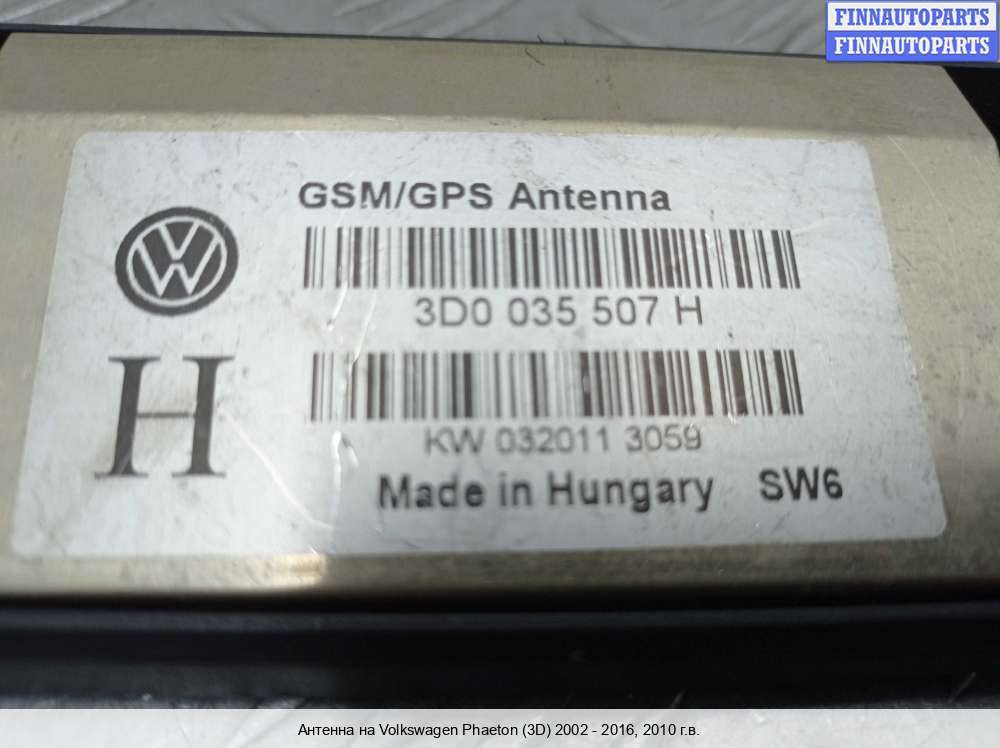 FINNAUTOPARTS
FINNAUTOPARTS
GSM/GPS Antenna
3D0 035 507 H
H
KW 032011 3059
Made in Hungary SW6
Антенна на Volkswagen Phaeton (3D) 2002 - 2016, 2010 г.в.